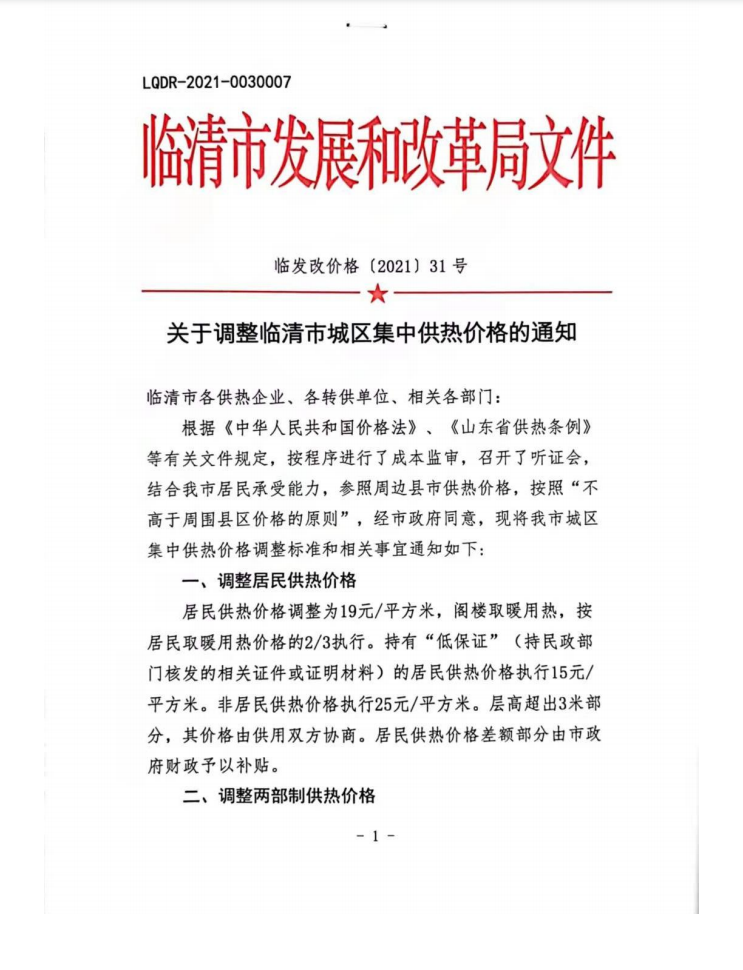 LQDR-2021-0030007
临清市发展和改革局文件
临发改价格〔2021〕31号
关于调整临清市城区集中供热价格的通知
临清市各供热企业、各转供单位、相关各部门：
根据《中华人民共和国价格法》、《山东省供热条例》
等有关文件规定，按程序进行了成本监审，召开了听证会，
结合我市居民承受能力，参照周边县市供热价格，按照“不
高于周围县区价格的原则”，经市政府同意，现将我市城区
集中供热价格调整标准和相关事宜通知如下：
一、调整居民供热价格
居民供热价格调整为19元/平方米，阁楼取暖用热，按
居民取暖用热价格的2/3执行。持有“低保证”（持民政部
门核发的相关证件或证明材料）的居民供热价格执行15元/
平方米。非居民供热价格执行25元/平方米。层高超出3米部
分，其价格由供用双方协商。居民供热价格差额部分由市政
府财政予以补贴。
二、调整两部制供热价格
- 1 -